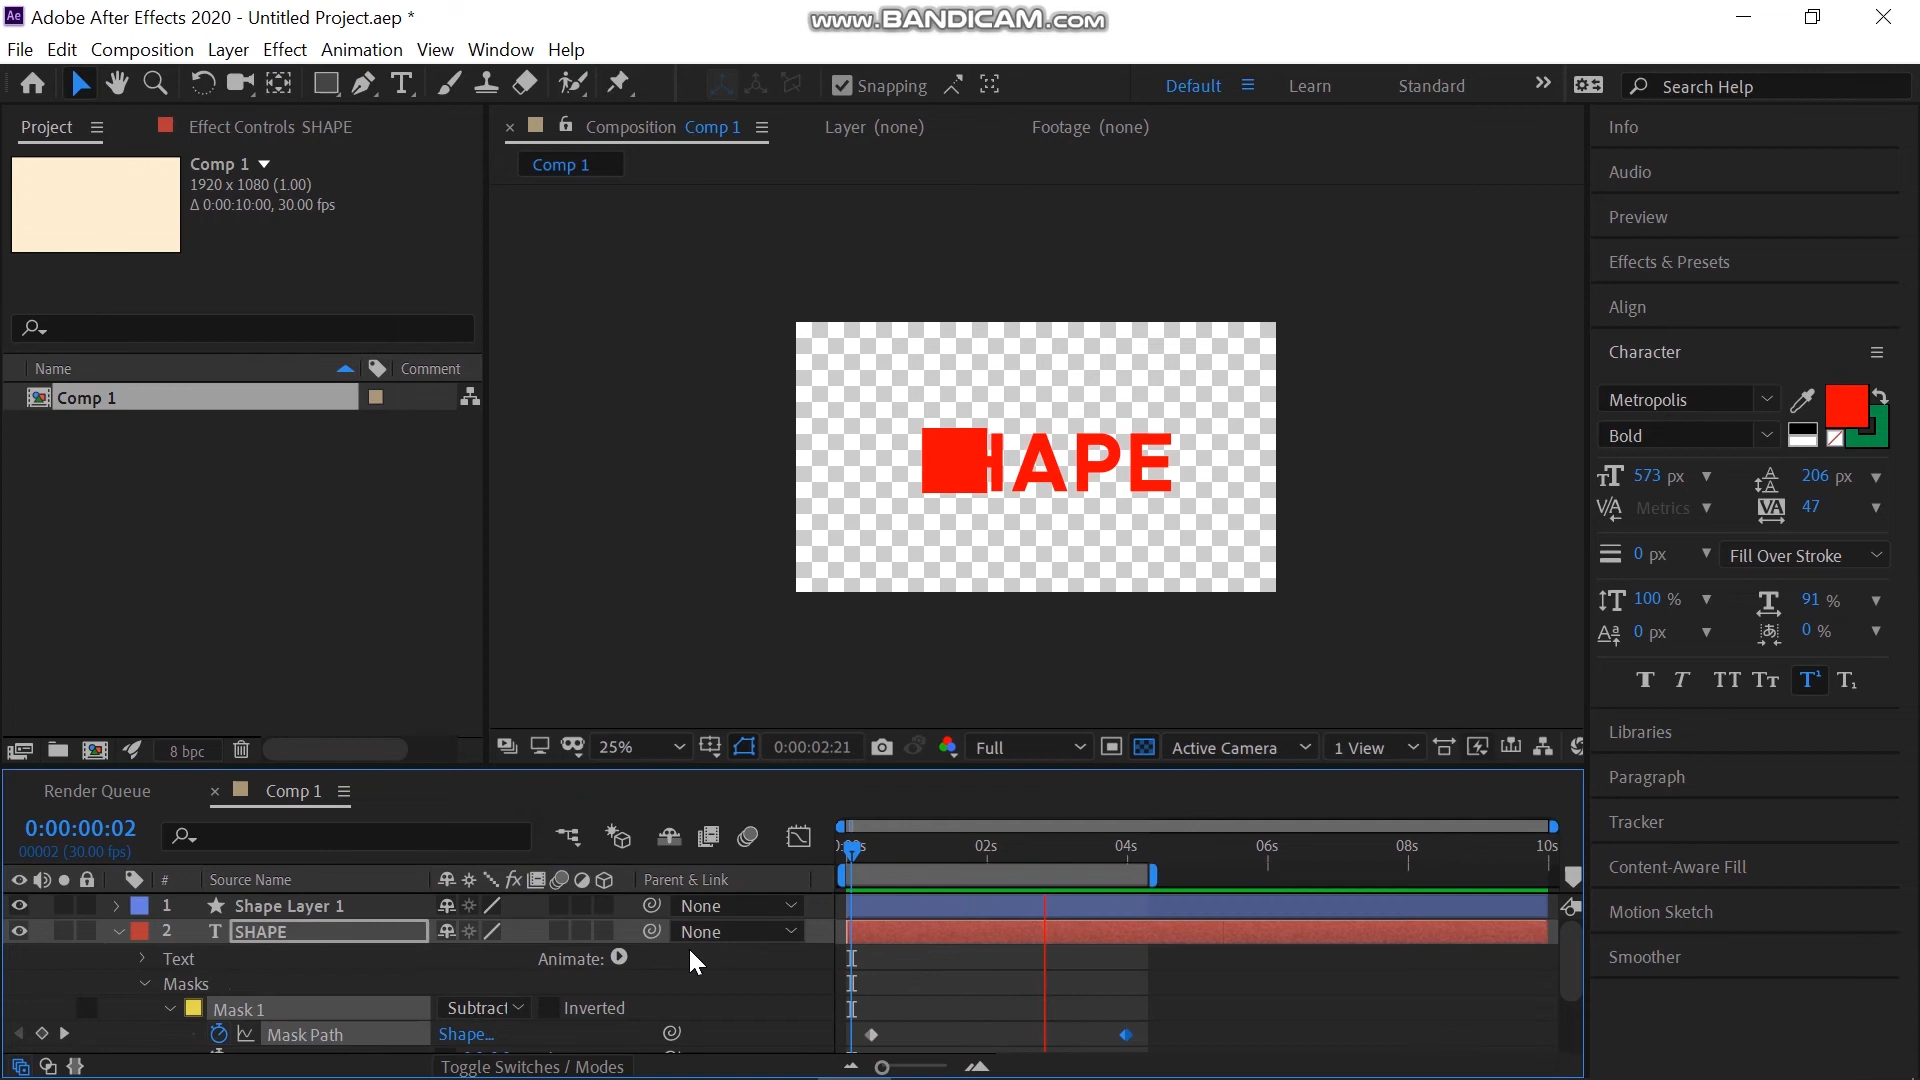 Ae Adobe After Effects 2020 - Untitled Project.aep *
www.BANDICAM.com
File Edit Composition Layer Effect Animation View Window Help
Snapping
Default Learn Standard
Search Help
Project
Effect Controls SHAPE
Composition Comp 1
Layer (none)
Footage (none)
Comp 1
Comp 1
1920 x 1080 (1.00)
Δ 0:00:10:00, 30.00 fps
Name Comment
Comp 1
HAPE
Info
Audio
Preview
Effects & Presets
Align
Character
Metropolis
Bold
573 px 206 px
Metrics 47
0 px Fill Over Stroke
100 % 91 %
0 px 0 %
T T TT Tт T¹ T₁
Libraries
Paragraph
Tracker
Content-Aware Fill
Motion Sketch
Smoother
8 bpc
25% 0:00:02:21 Full Active Camera 1 View
Render Queue
Comp 1
0:00:00:02
00002 (30.00 fps)
02s 04s 06s 08s 10s
# Source Name fx Parent & Link
1 Shape Layer 1 None
2 T SHAPE None
Text Animate:
Masks
Mask 1 Subtract Inverted
Mask Path Shape...
Toggle Switches / Modes